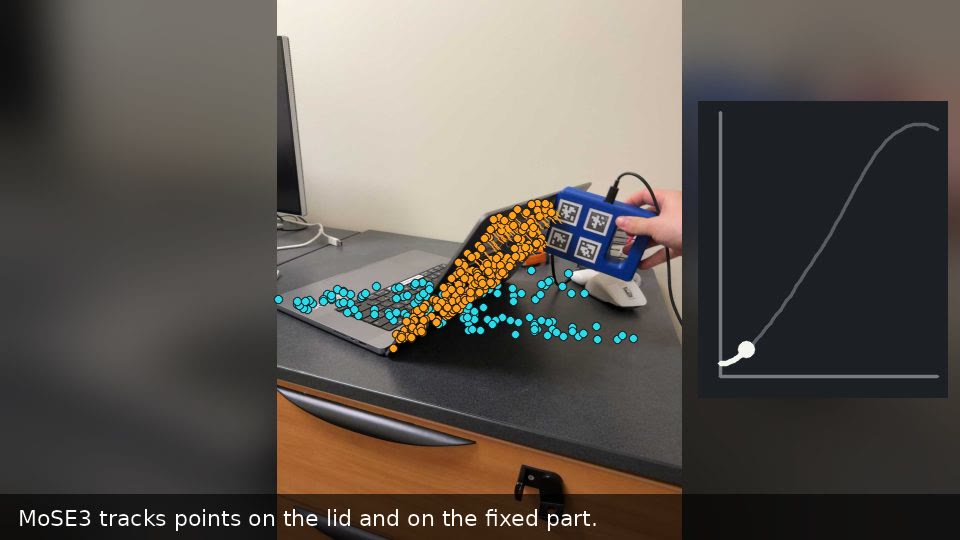 MoSE3 tracks points on the lid and on the fixed part.